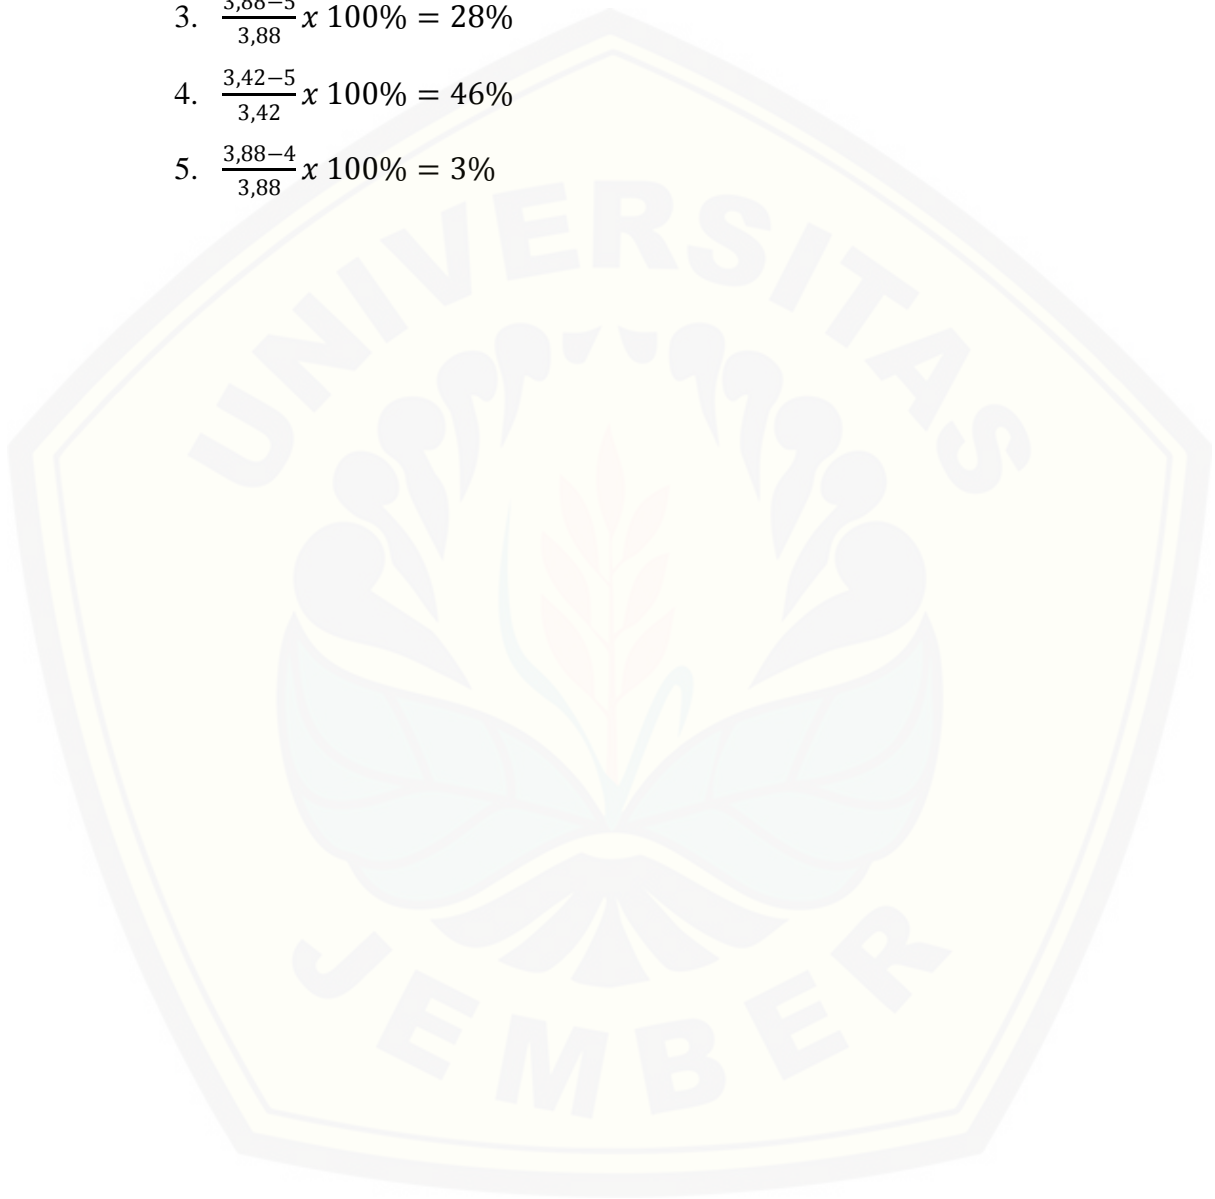 3. 3,88−5/3,88 x 100% = 28%
4. 3,42−5/3,42 x 100% = 46%
5. 3,88−4/3,88 x 100% = 3%
UNIVERSITAS
JEMBER